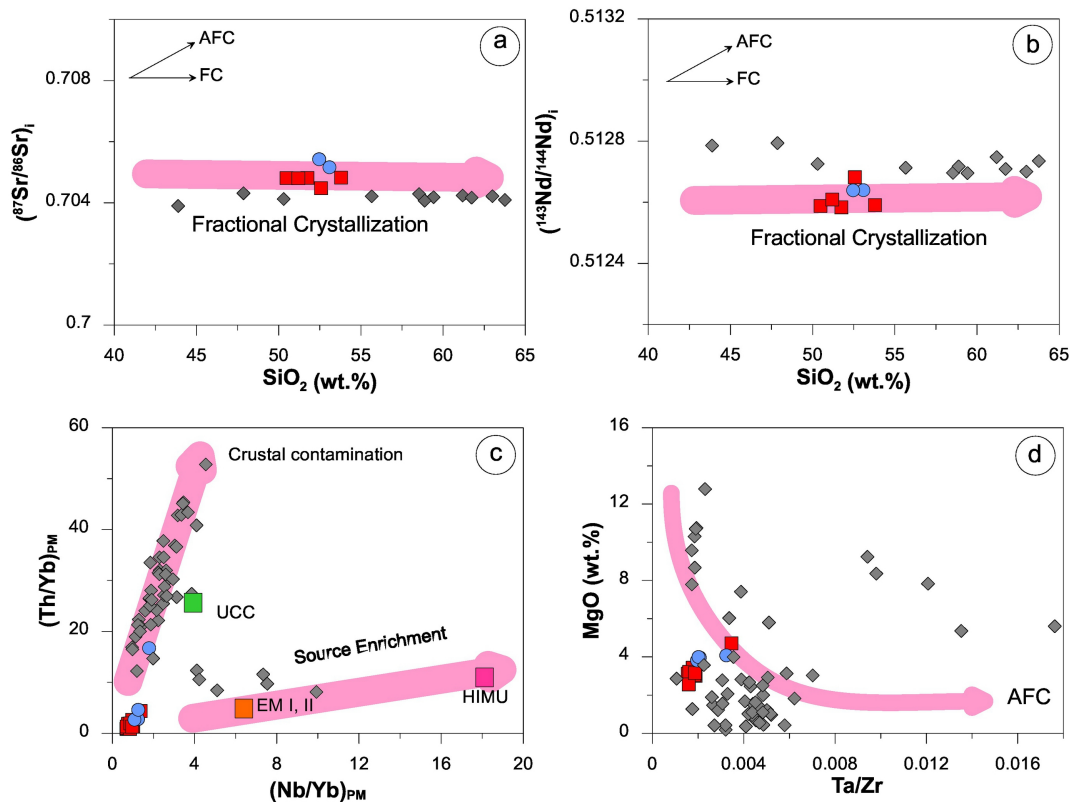 a
AFC
FC
0.708
0.704
0.7
(87Sr/86Sr)i
Fractional Crystallization
40 45 50 55 60 65
SiO2 (wt.%)
b
AFC
FC
0.5132
0.5128
0.5124
(143Nd/144Nd)i
Fractional Crystallization
40 45 50 55 60 65
SiO2 (wt.%)
c
60
40
20
0
(Th/Yb)PM
Crustal contamination
UCC
Source Enrichment
EM I, II
HIMU
0 4 8 12 16 20
(Nb/Yb)PM
d
16
12
8
4
0
MgO (wt.%)
AFC
0 0.004 0.008 0.012 0.016
Ta/Zr